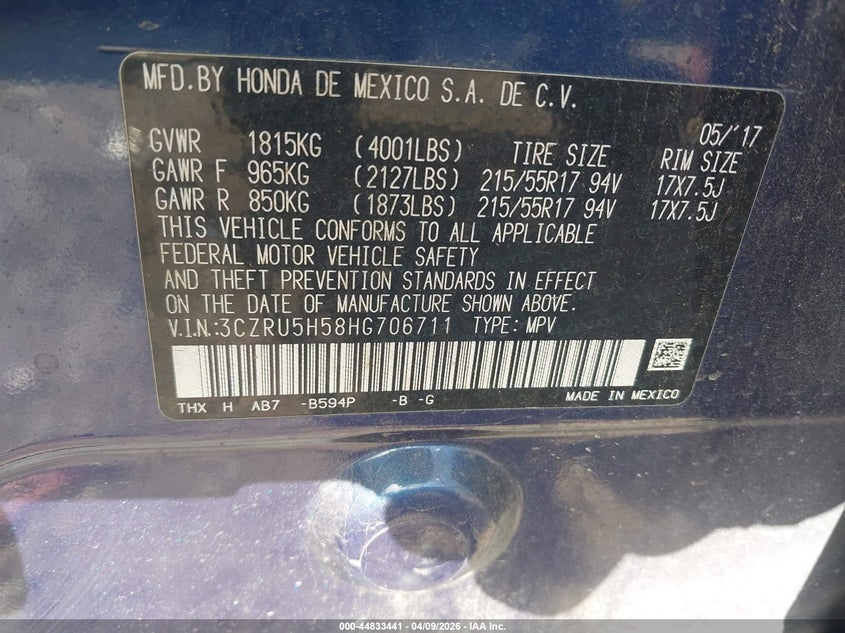 MFD.BY HONDA DE MEXICO S.A. DE C.V.
05/'17
GVWR 1815KG (4001LBS) TIRE SIZE RIM SIZE
GAWR F 965KG (2127LBS) 215/55R17 94V 17X7.5J
GAWR R 850KG (1873LBS) 215/55R17 94V 17X7.5J
THIS VEHICLE CONFORMS TO ALL APPLICABLE
FEDERAL MOTOR VEHICLE SAFETY
AND THEFT PREVENTION STANDARDS IN EFFECT
ON THE DATE OF MANUFACTURE SHOWN ABOVE.
V.I.N:3CZRU5H58HG706711 TYPE: MPV
THX H AB7 -B594P -B -G MADE IN MEXICO
000-44833441 04/09/2026 - IAA Inc.